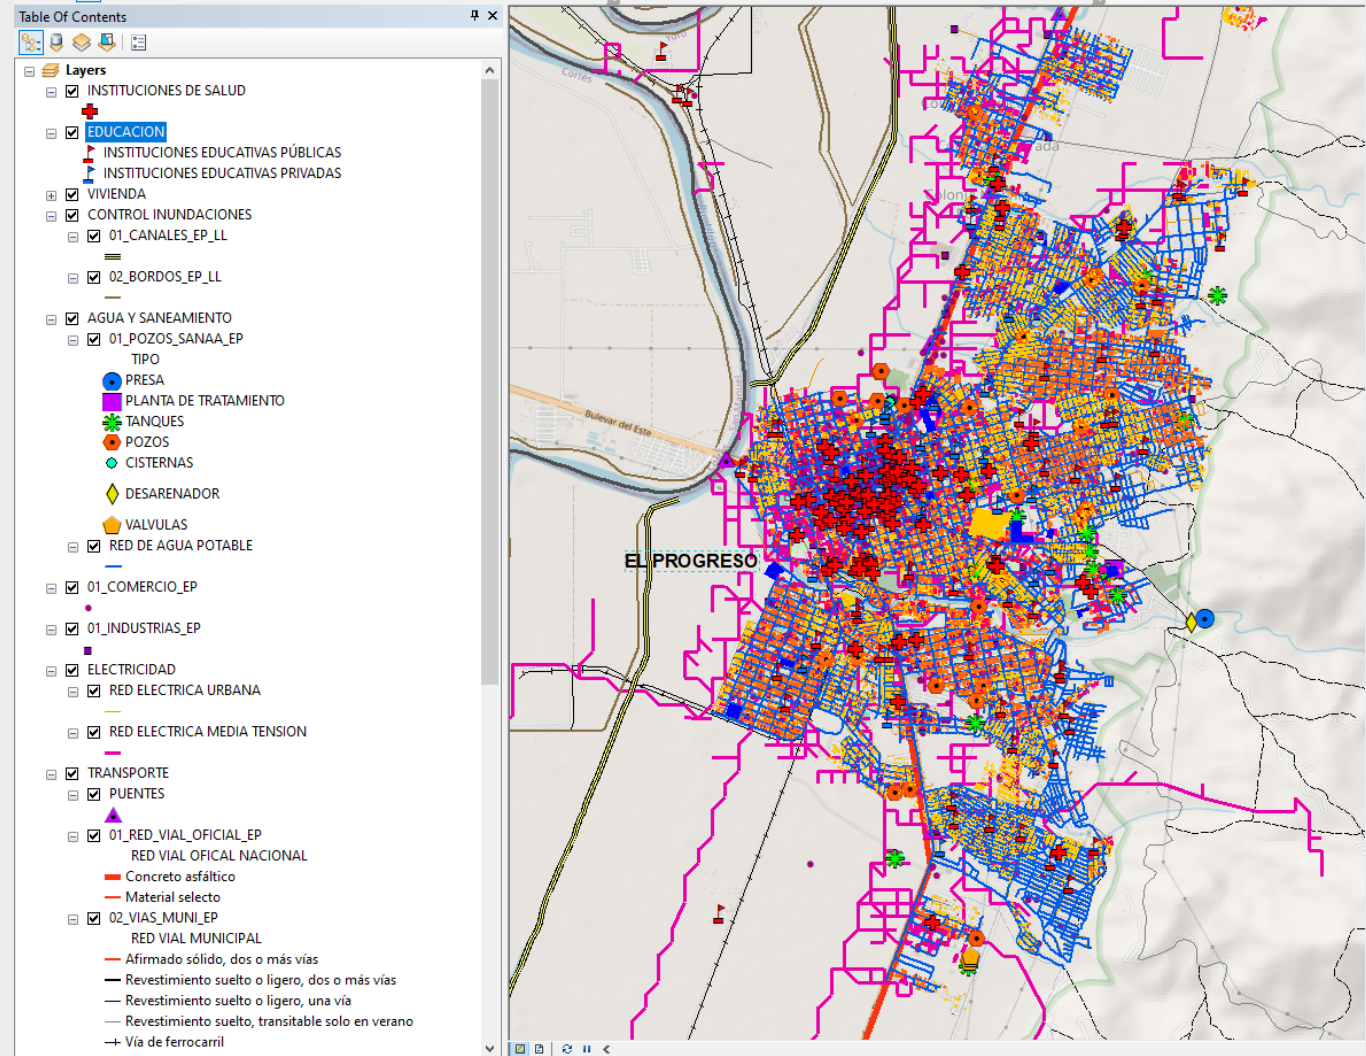 Table Of Contents
Layers
INSTITUCIONES DE SALUD
EDUCACION
INSTITUCIONES EDUCATIVAS PÚBLICAS
INSTITUCIONES EDUCATIVAS PRIVADAS
VIVIENDA
CONTROL INUNDACIONES
01_CANALES_EP_LL
02_BORDOS_EP_LL
AGUA Y SANEAMIENTO
01_POZOS_SANAA_EP
TIPO
PRESA
PLANTA DE TRATAMIENTO
TANQUES
POZOS
CISTERNAS
DESARENADOR
VALVULAS
RED DE AGUA POTABLE
01_COMERCIO_EP
01_INDUSTRIAS_EP
ELECTRICIDAD
RED ELECTRICA URBANA
RED ELECTRICA MEDIA TENSION
TRANSPORTE
PUENTES
01_RED_VIAL_OFICIAL_EP
RED VIAL OFICAL NACIONAL
Concreto asfáltico
Material selecto
02_VIAS_MUNI_EP
RED VIAL MUNICIPAL
Afirmado sólido, dos o más vías
Revestimiento suelto o ligero, dos o más vías
Revestimiento suelto o ligero, una vía
Revestimiento suelto, transitable solo en verano
Vía de ferrocarril
Yoro
Cortés
Bulevar del Este
EL PROGRESO